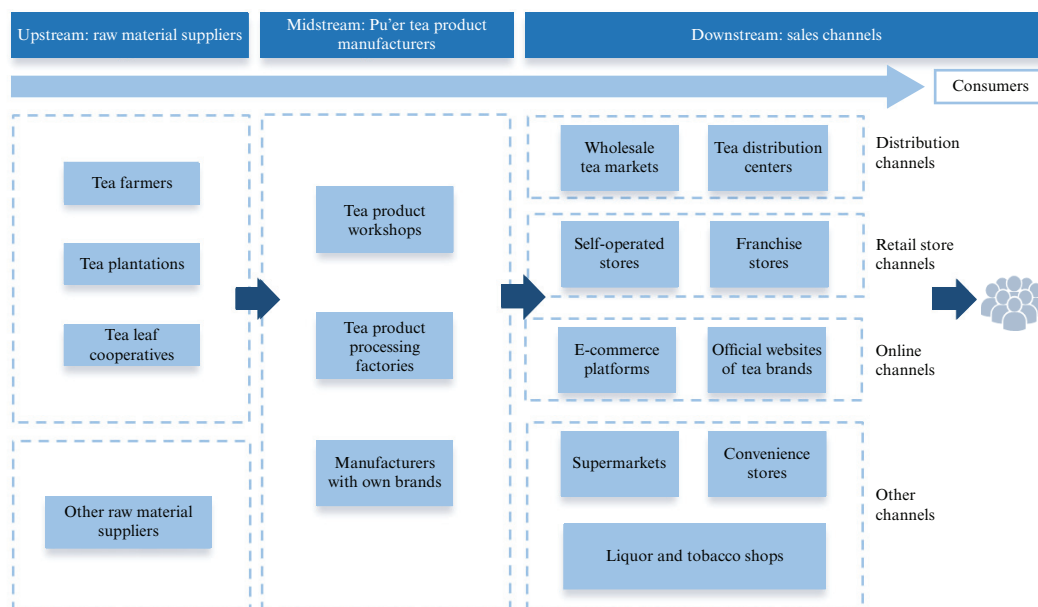 Upstream: raw material suppliers
Midstream: Pu'er tea product
manufacturers
Downstream: sales channels
Consumers
Tea farmers
Tea plantations
Tea leaf
cooperatives
Other raw material
suppliers
Tea product
workshops
Tea product
processing
factories
Manufacturers
with own brands
Wholesale
tea markets
Tea distribution
centers
Distribution
channels
Self-operated
stores
Franchise
stores
Retail store
channels
E-commerce
platforms
Official websites
of tea brands
Online
channels
Supermarkets
Convenience
stores
Liquor and tobacco shops
Other
channels